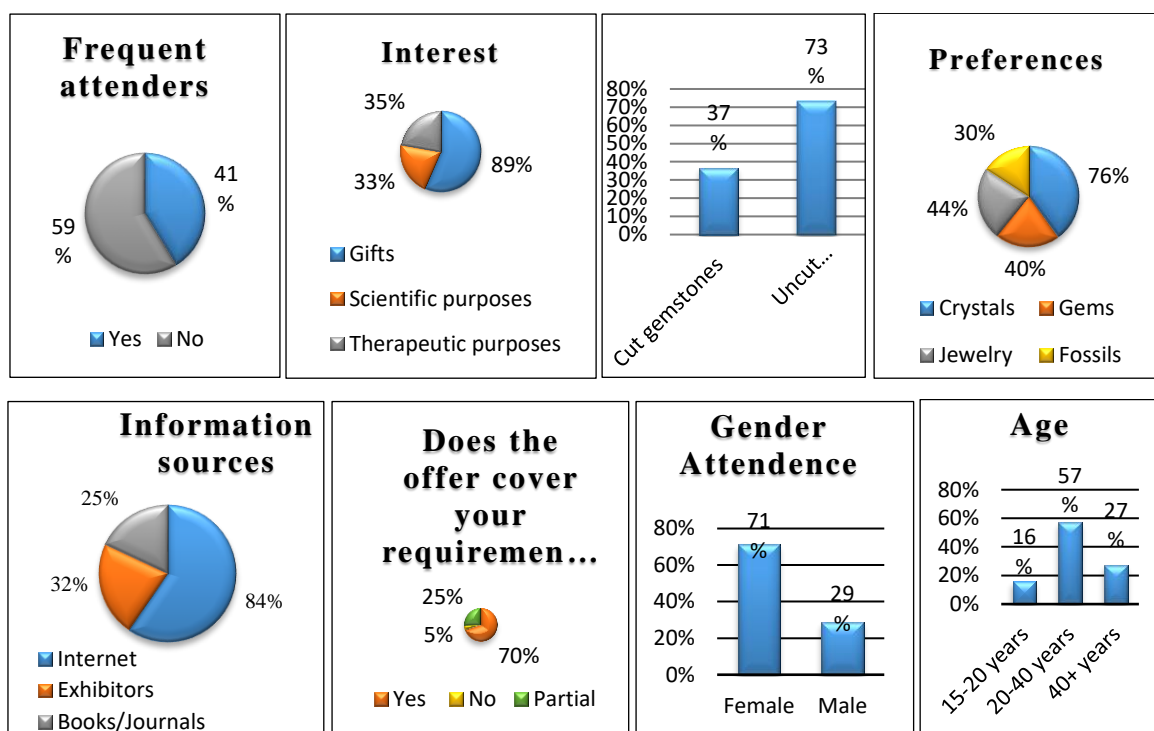 Frequent
attenders
41
%
59
%
Yes No
Interest
35%
33%
89%
Gifts
Scientific purposes
Therapeutic purposes
73
%
37
%
80%
70%
60%
50%
40%
30%
20%
10%
0%
Cut gemstones
Uncut...
Preferences
30%
76%
44%
40%
Crystals Gems
Jewelry Fossils
Information
sources
25%
32%
84%
Internet
Exhibitors
Books/Journals
Does the
offer cover
your
requiremen...
25%
5%
70%
Yes No Partial
Gender
Attendence
80%
60%
40%
20%
0%
71
%
29
%
Female Male
Age
80%
60%
40%
20%
0%
16
%
57
%
27
%
15-20 years
20-40 years
40+ years